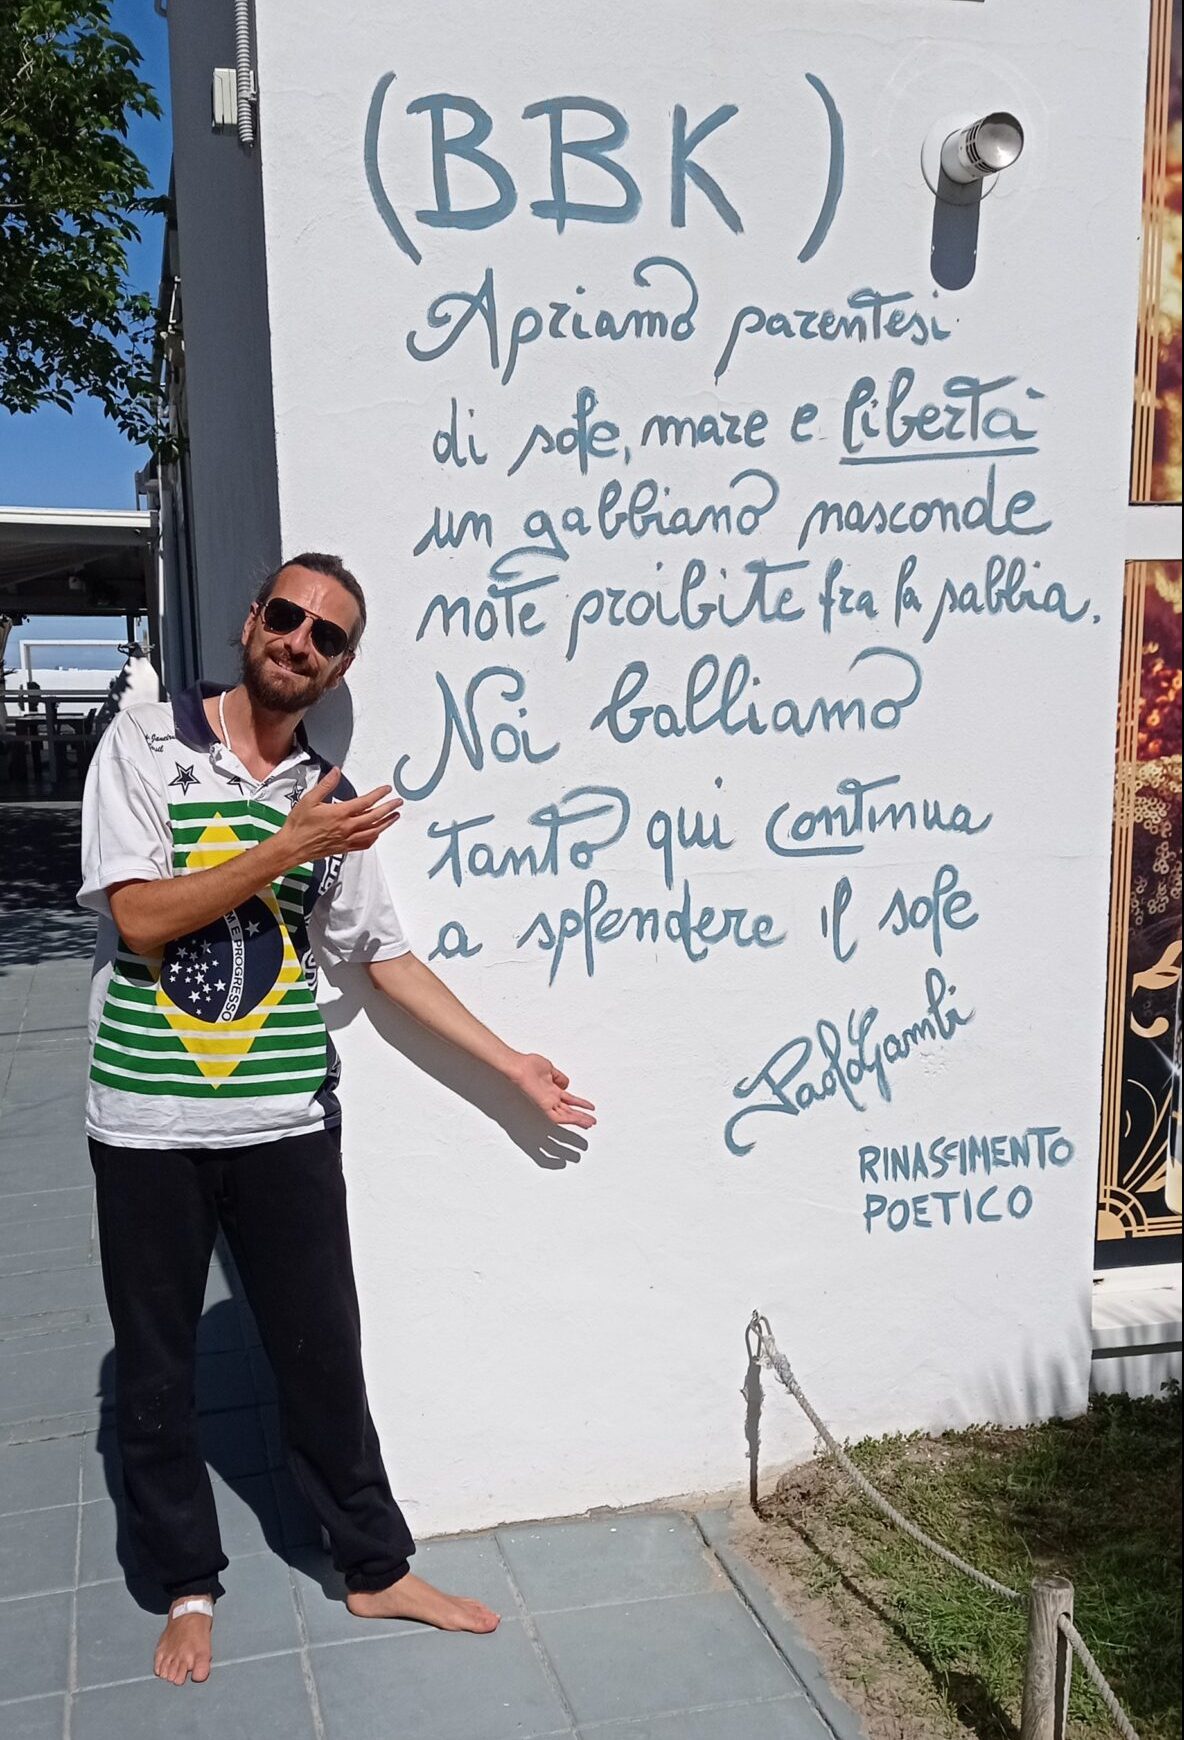 ( BBK )
Apriamo parentesi
di sole, mare e libertà
un gabbiano nasconde
note proibite fra la sabbia.
Noi balliamo
tanto qui continua
a splendere il sole
Paolo Gambi
RINASCIMENTO
POETICO
M E PROGRESSO